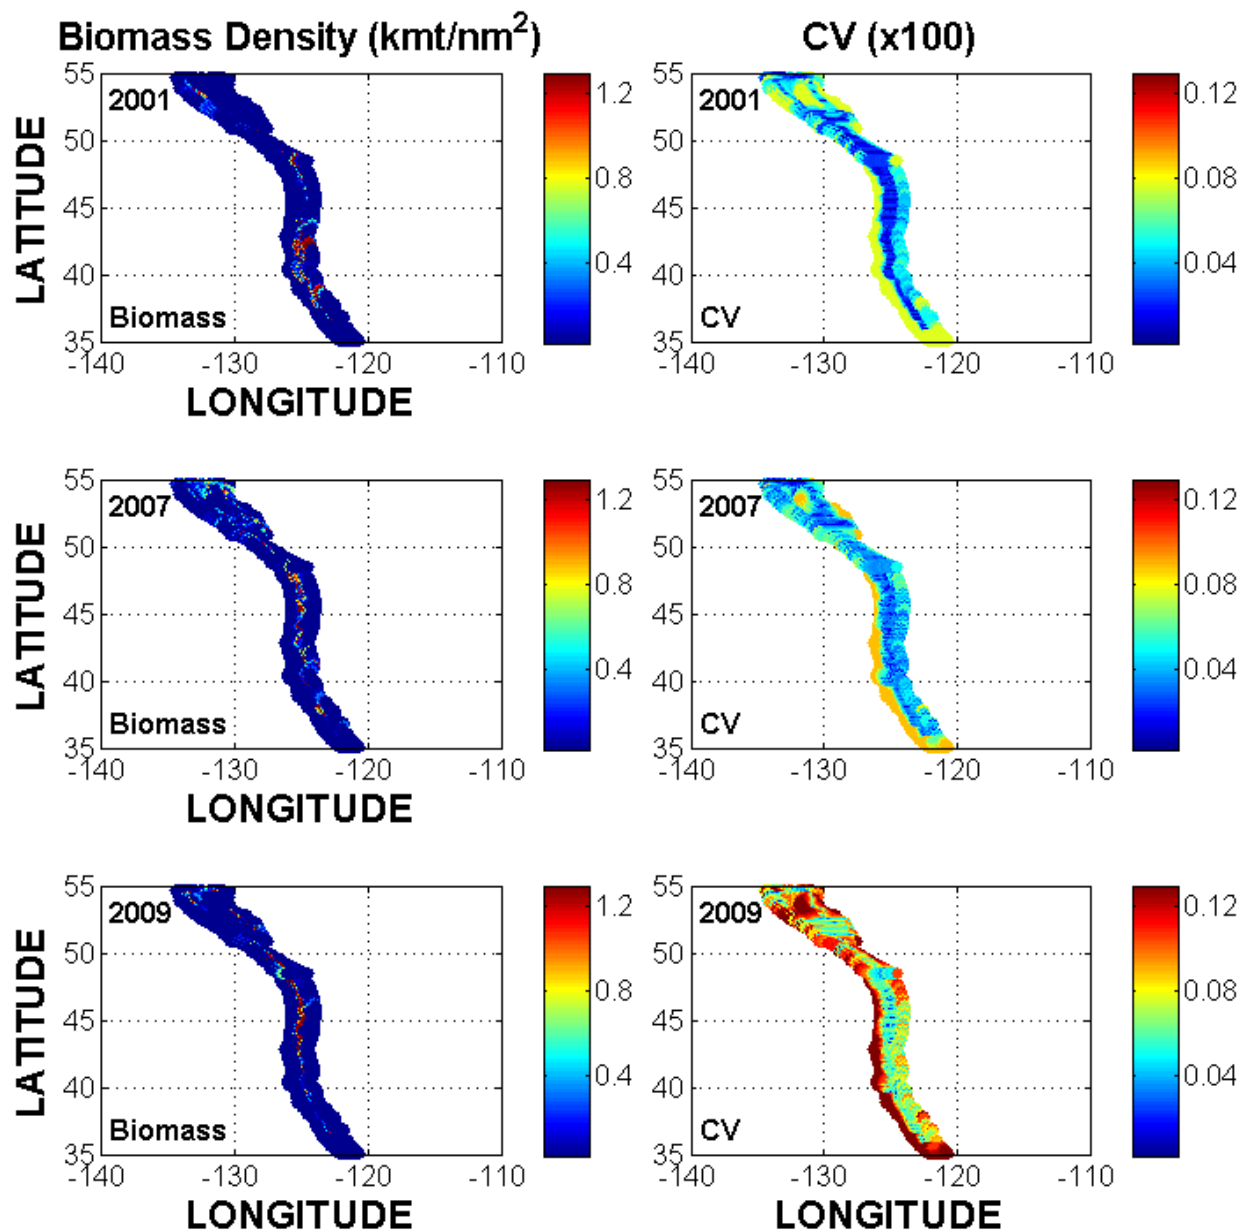 Biomass Density (kmt/nm²) CV (x100)
55 2001 1.2 55 2001 0.12
50 50
45 0.8 45 0.08
40 0.4 40 0.04
Biomass CV
35 35
-140 -130 -120 -110 -140 -130 -120 -110
LATITUDE
LONGITUDE
55 2007 1.2 55 2007 0.12
50 50
45 0.8 45 0.08
40 0.4 40 0.04
Biomass CV
35 35
-140 -130 -120 -110 -140 -130 -120 -110
LATITUDE
LONGITUDE
55 2009 1.2 55 2009 0.12
50 50
45 0.8 45 0.08
40 0.4 40 0.04
Biomass CV
35 35
-140 -130 -120 -110 -140 -130 -120 -110
LATITUDE
LONGITUDE LONGITUDE